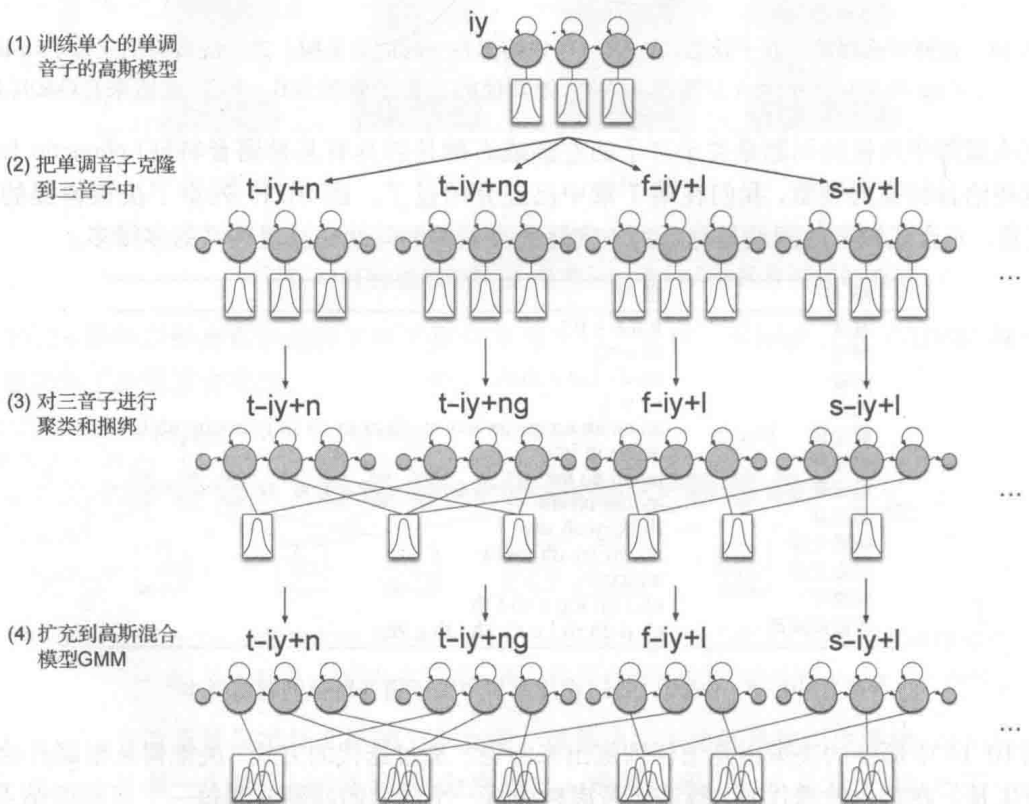 iy
(1) 训练单个的单调
音子的高斯模型
(2) 把单调音子克隆
到三音子中
t-iy+n t-iy+ng f-iy+l s-iy+l
...
(3) 对三音子进行
聚类和捆绑
t-iy+n t-iy+ng f-iy+l s-iy+l
...
(4) 扩充到高斯混合
模型GMM
t-iy+n t-iy+ng f-iy+l s-iy+l
...